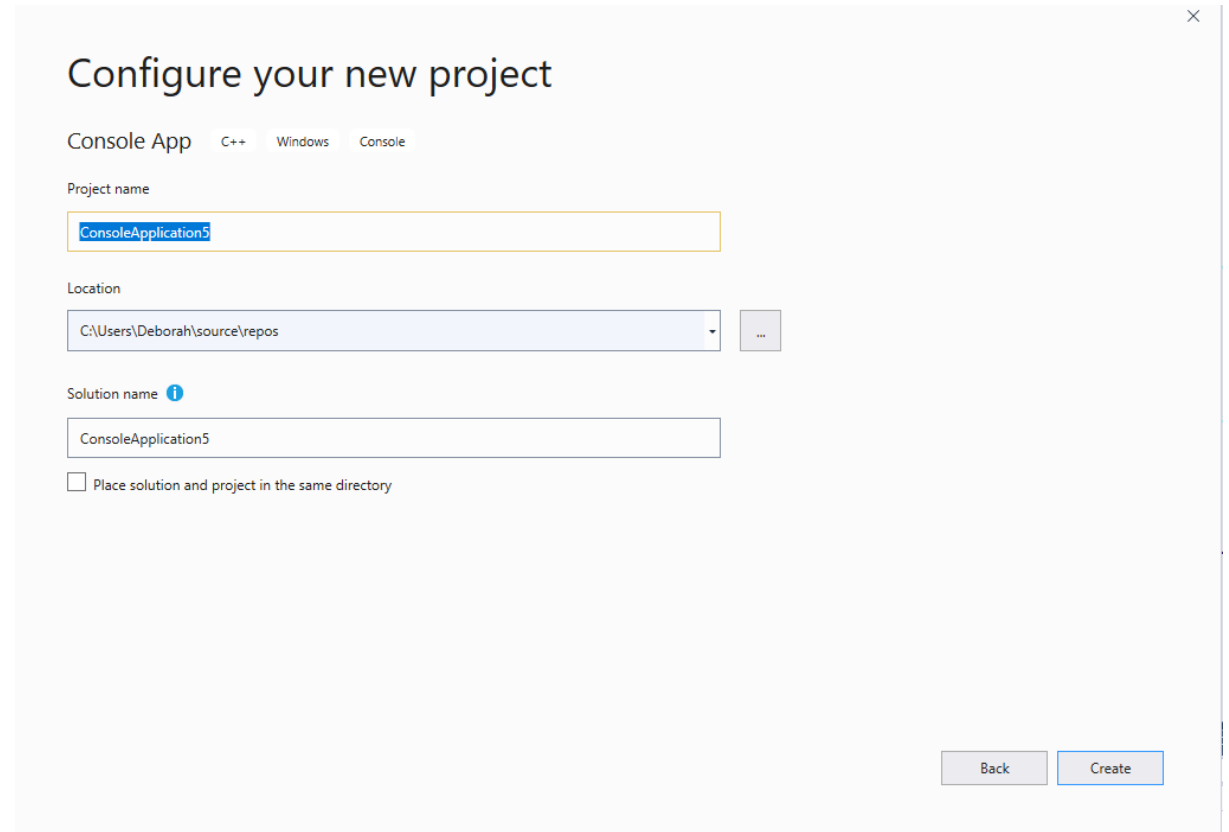 Configure your new project
Console App C++ Windows Console
Project name
ConsoleApplication5
Location
C:\Users\Deborah\source\repos
...
Solution name
ConsoleApplication5
Place solution and project in the same directory
Back Create